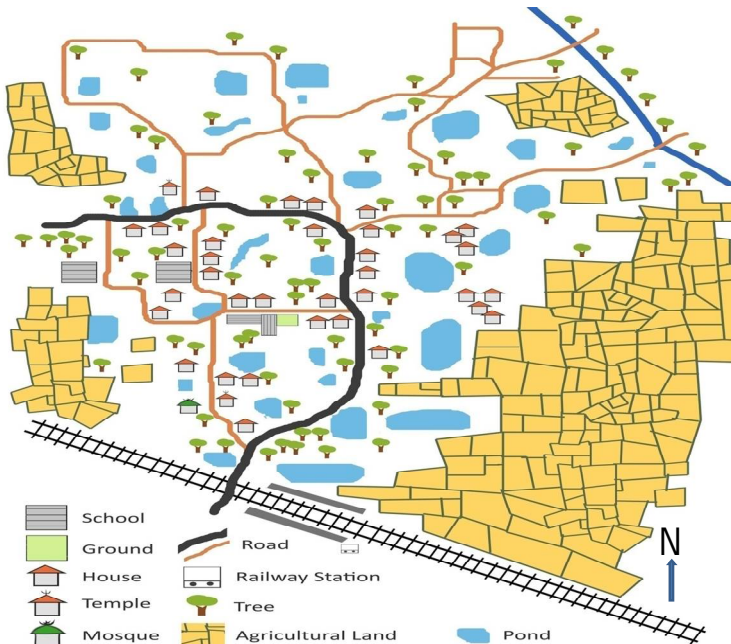 N
School
Ground
Road
House
Railway Station
Temple
Tree
Mosque
Agricultural Land
Pond